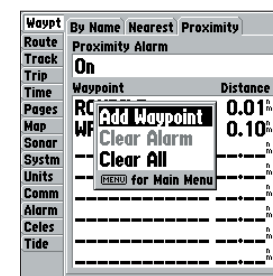 Waypt
Route
Track
Trip
Time
Pages
Map
Sonar
Systm
Units
Comm
Alarm
Celes
Tide
By Name Nearest Proximity
Proximity Alarm
On
Waypoint Distance
0.01
0.10
Add Waypoint
Clear Alarm
Clear All
MENU for Main Menu